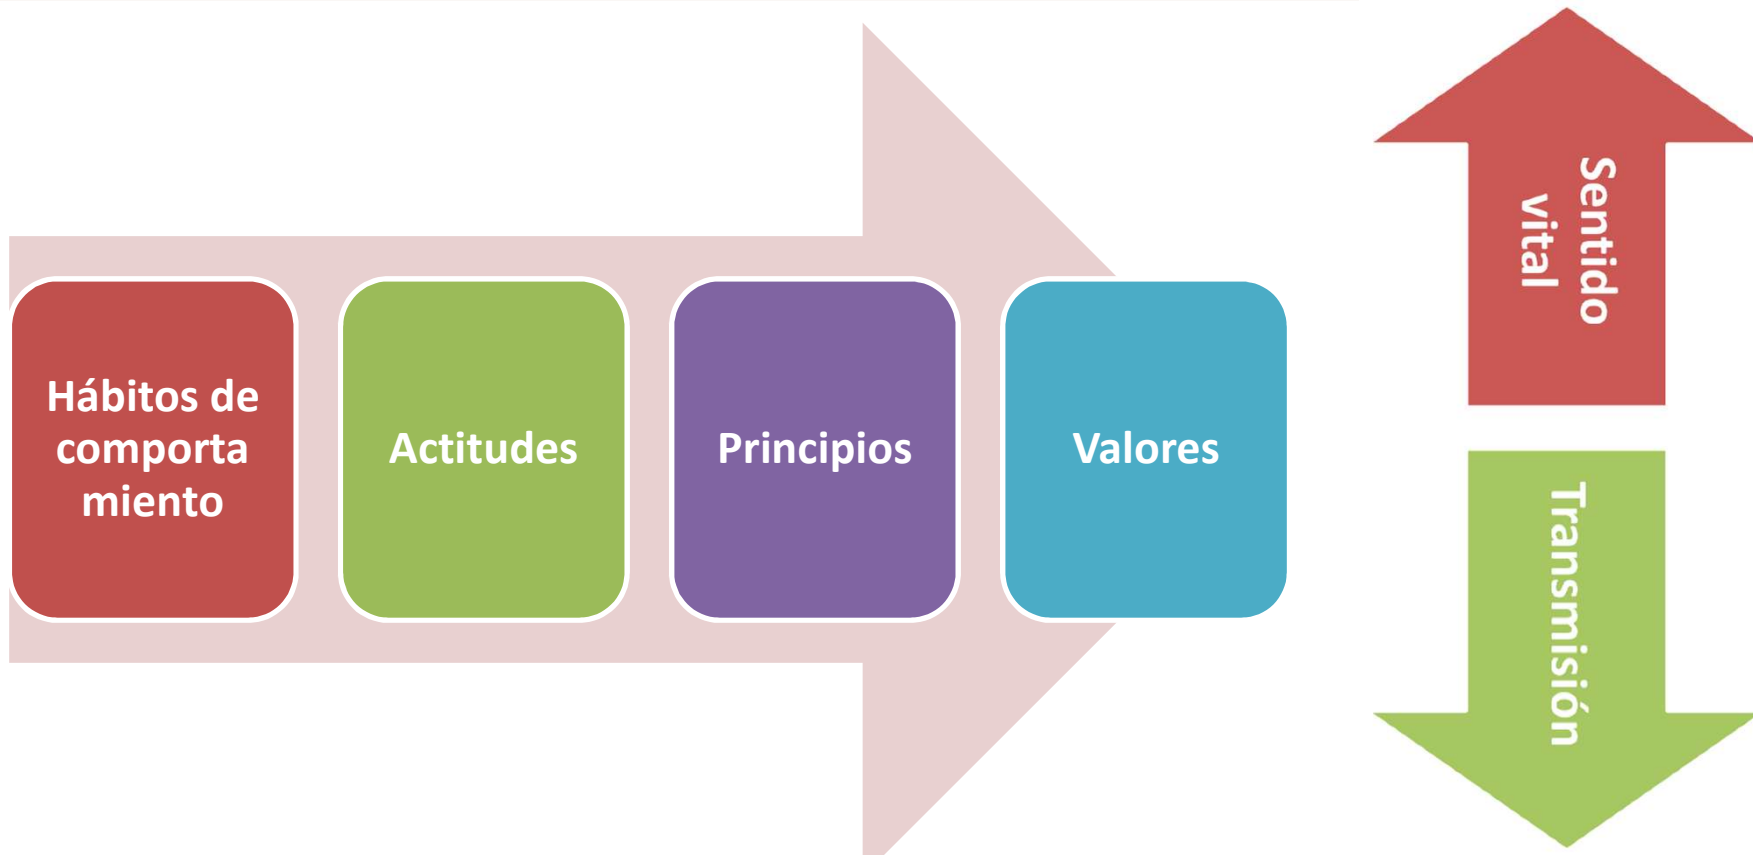 Hábitos de
comporta
miento
Actitudes
Principios
Valores
Sentido
vital
Transmisión